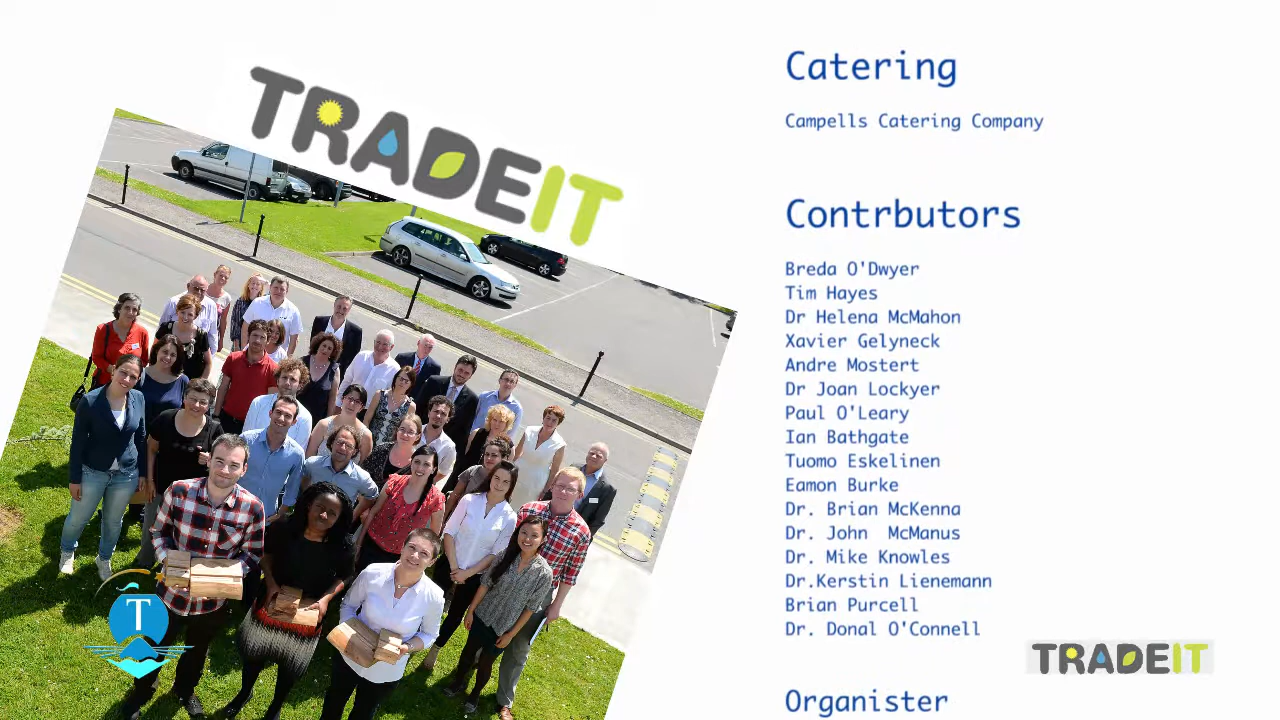 TRADEIT
Catering
Campells Catering Company
Contrbutors
Breda O'Dwyer
Tim Hayes
Dr Helena McMahon
Xavier Gelyneck
Andre Mostert
Dr Joan Lockyer
Paul O'Leary
Ian Bathgate
Tuomo Eskelinen
Eamon Burke
Dr. Brian McKenna
Dr. John  McManus
Dr. Mike Knowles
Dr.Kerstin Lienemann
Brian Purcell
Dr. Donal O'Connell
Organister
T
TRADEIT